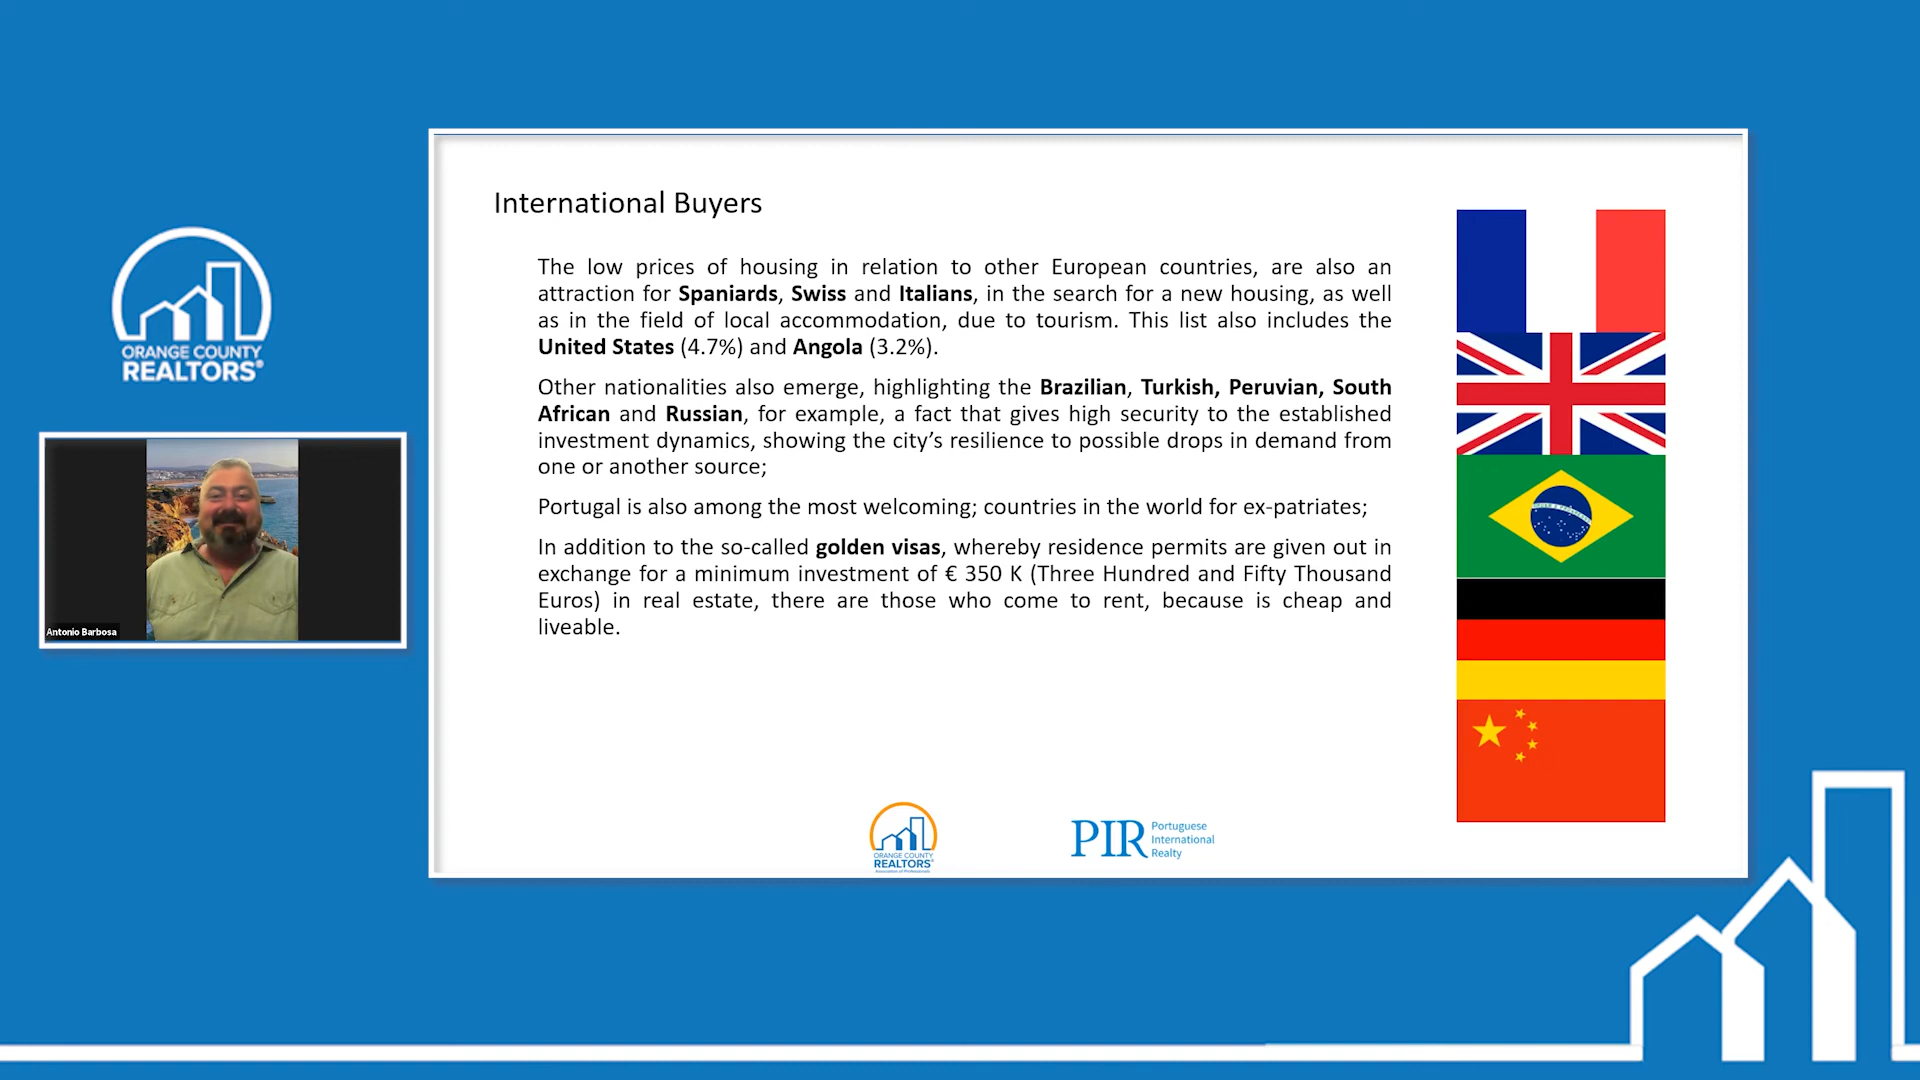 ORANGE COUNTY
REALTORS®
Antonio Barbosa
International Buyers
The low prices of housing in relation to other European countries, are also an
attraction for Spaniards, Swiss and Italians, in the search for a new housing, as well
as in the field of local accommodation, due to tourism. This list also includes the
United States (4.7%) and Angola (3.2%).
Other nationalities also emerge, highlighting the Brazilian, Turkish, Peruvian, South
African and Russian, for example, a fact that gives high security to the established
investment dynamics, showing the city’s resilience to possible drops in demand from
one or another source;
Portugal is also among the most welcoming; countries in the world for ex-patriates;
In addition to the so-called golden visas, whereby residence permits are given out in
exchange for a minimum investment of € 350 K (Three Hundred and Fifty Thousand
Euros) in real estate, there are those who come to rent, because is cheap and
liveable.
ORANGE COUNTY
REALTORS®
Association of Professionals
PIR
Portuguese
International
Realty